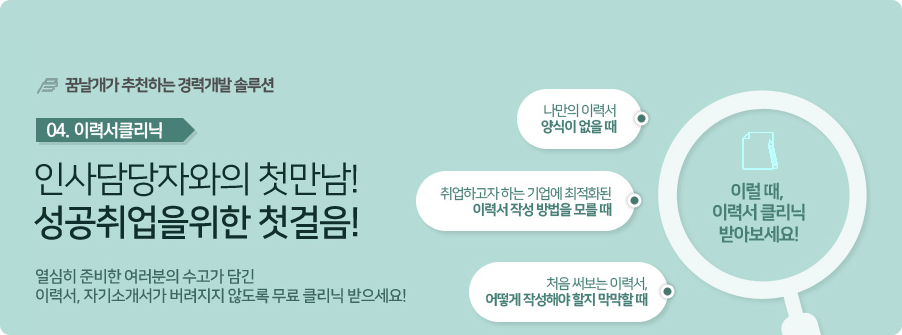 꿈날개가 추천하는 경력개발 솔루션
04. 이력서클리닉
인사담당자와의 첫만남!
성공취업을위한 첫걸음!
열심히 준비한 여러분의 수고가 담긴
이력서, 자기소개서가 버려지지 않도록 무료 클리닉 받으세요!
나만의 이력서
양식이 없을 때
취업하고자 하는 기업에 최적화된
이력서 작성 방법을 모를 때
처음 써보는 이력서,
어떻게 작성해야 할지 막막할 때
이럴 때,
이력서 클리닉
받아보세요!